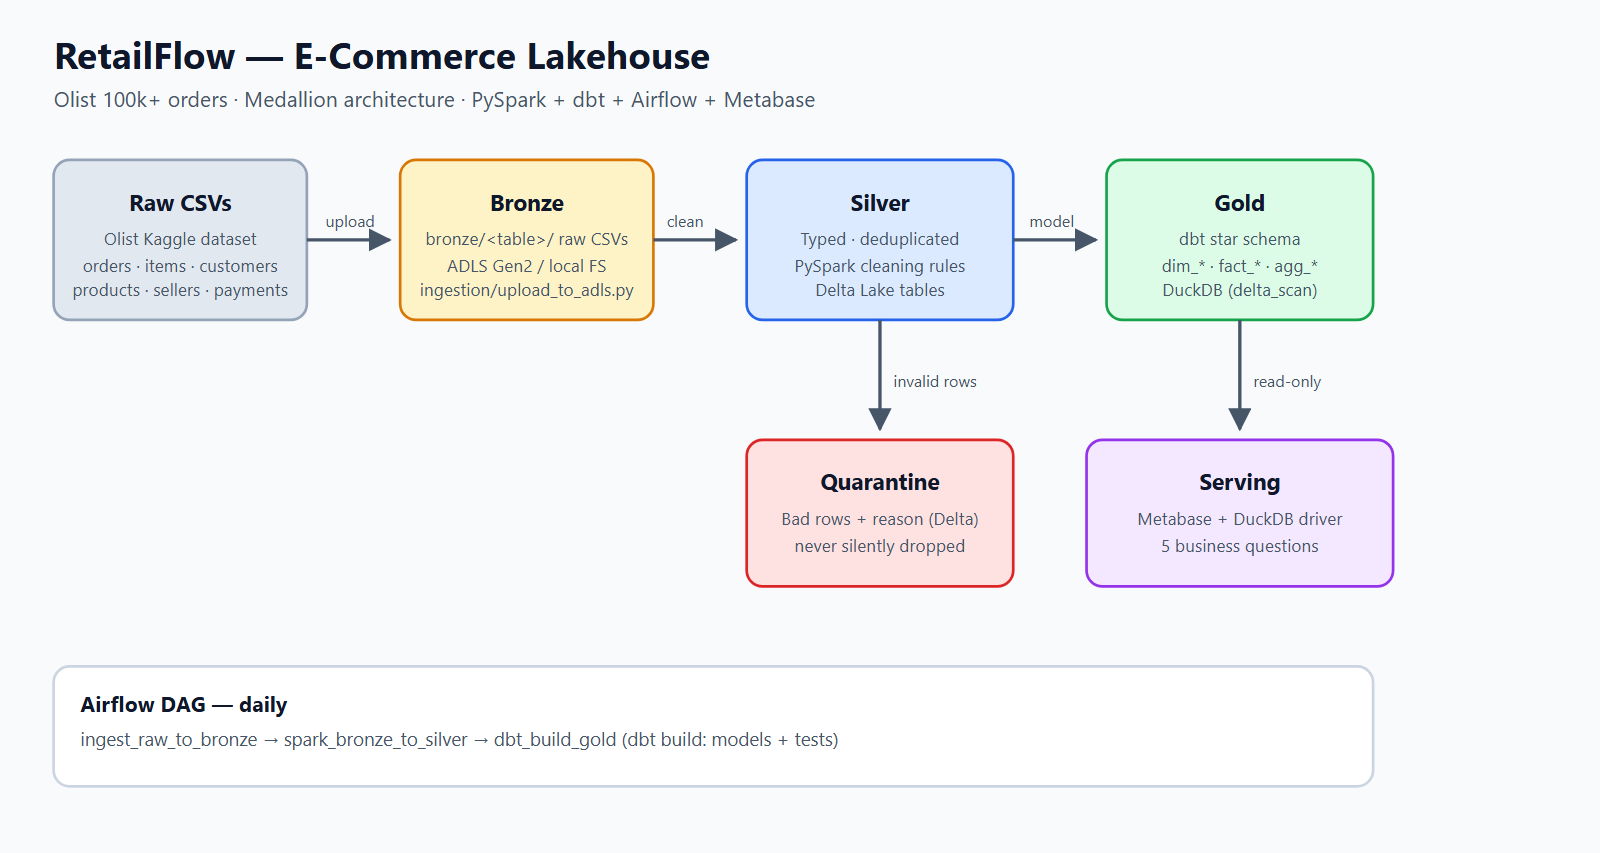 RetailFlow — E-Commerce Lakehouse
Olist 100k+ orders · Medallion architecture · PySpark + dbt + Airflow + Metabase
Raw CSVs
Olist Kaggle dataset
orders · items · customers
products · sellers · payments
upload
Bronze
bronze/<table>/ raw CSVs
ADLS Gen2 / local FS
ingestion/upload_to_adls.py
clean
Silver
Typed · deduplicated
PySpark cleaning rules
Delta Lake tables
model
Gold
dbt star schema
dim_* · fact_* · agg_*
DuckDB (delta_scan)
invalid rows
read-only
Quarantine
Bad rows + reason (Delta)
never silently dropped
Serving
Metabase + DuckDB driver
5 business questions
Airflow DAG — daily
ingest_raw_to_bronze → spark_bronze_to_silver → dbt_build_gold (dbt build: models + tests)